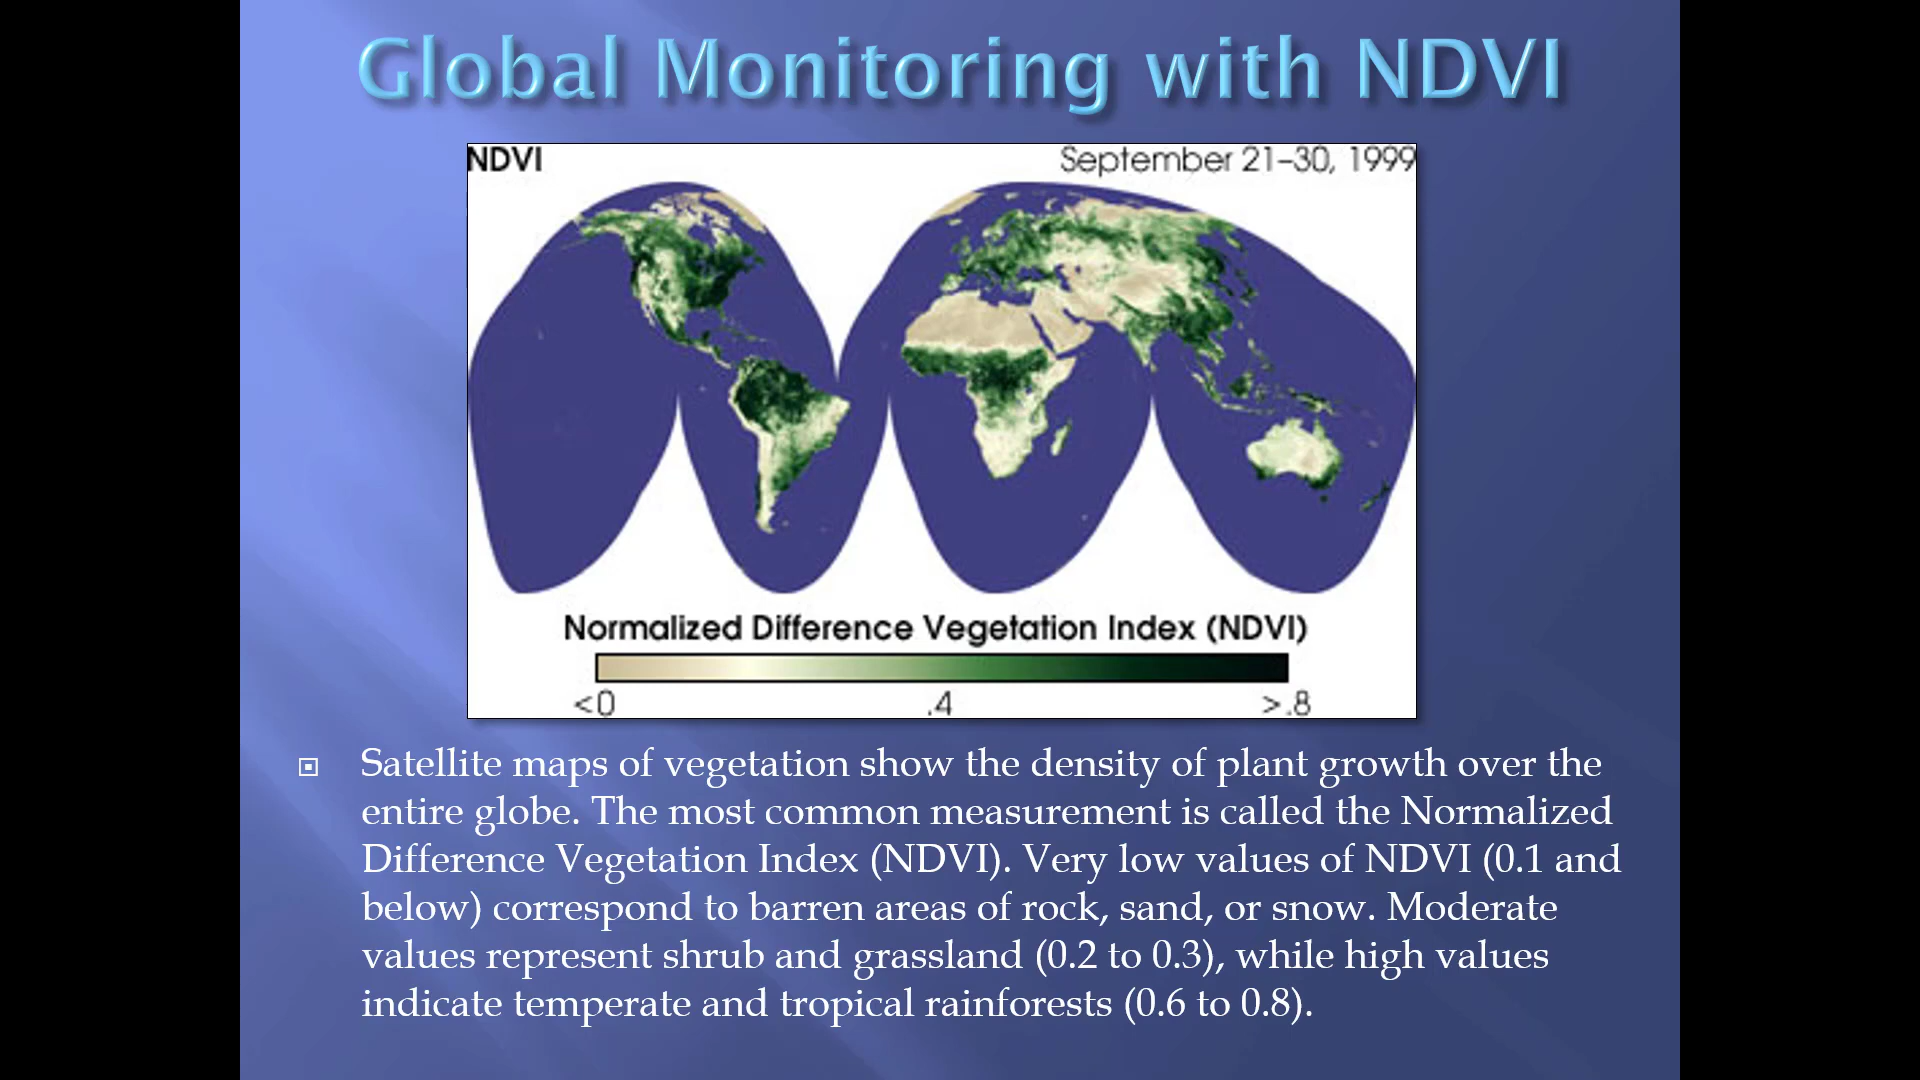 Global Monitoring with NDVI
NDVI
September 21–30, 1999
Normalized Difference Vegetation Index (NDVI)
<0 .4 >.8
Satellite maps of vegetation show the density of plant growth over the
entire globe. The most common measurement is called the Normalized
Difference Vegetation Index (NDVI). Very low values of NDVI (0.1 and
below) correspond to barren areas of rock, sand, or snow. Moderate
values represent shrub and grassland (0.2 to 0.3), while high values
indicate temperate and tropical rainforests (0.6 to 0.8).